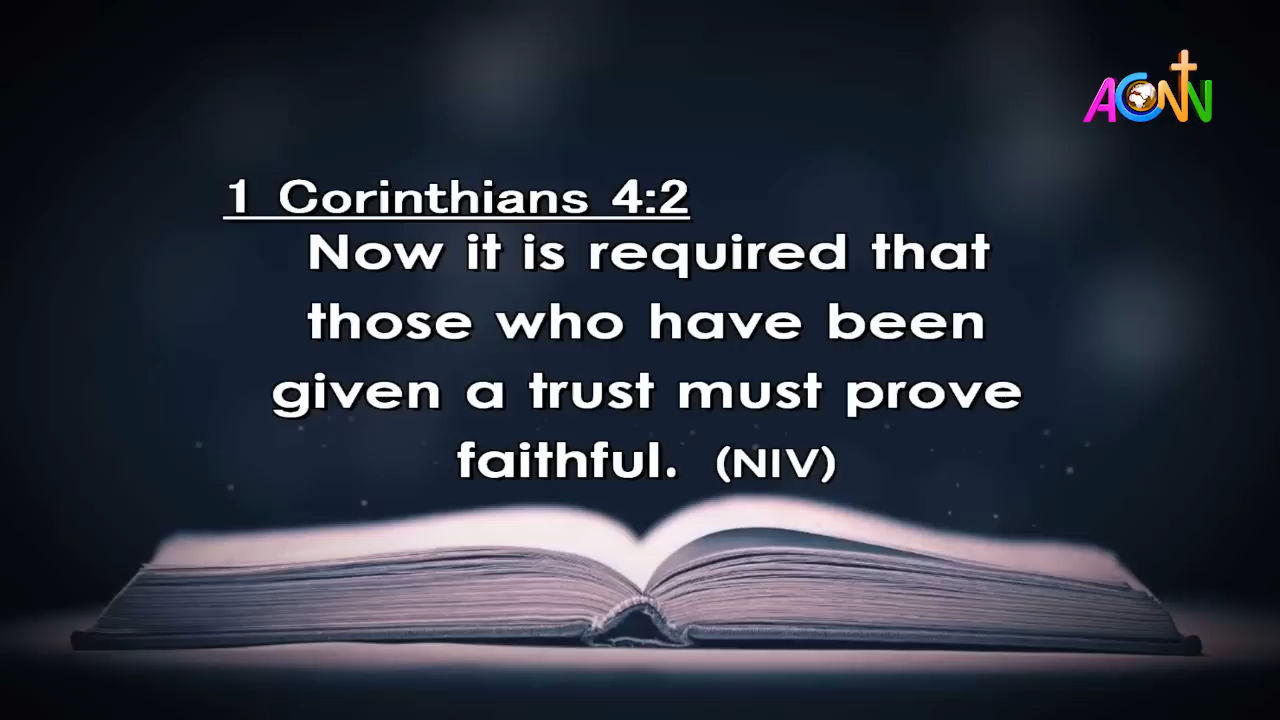 ACNN
1 Corinthians 4:2
Now it is required that
those who have been
given a trust must prove
faithful. (NIV)